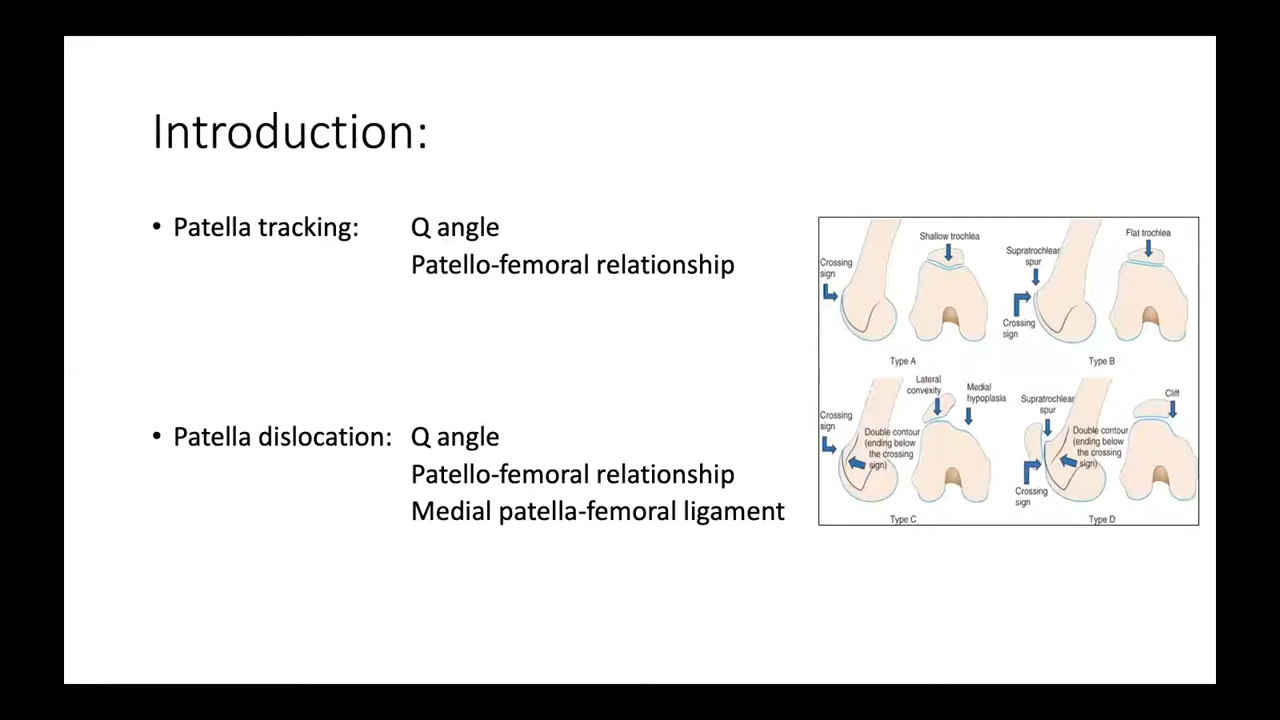 Introduction:
• Patella tracking: Q angle
Patello-femoral relationship
• Patella dislocation: Q angle
Patello-femoral relationship
Medial patella-femoral ligament
Shallow trochlea
Crossing
sign
Type A
Flat trochlea
Supratrochlear
spur
Crossing
sign
Type B
Lateral
convexity
Medial
hypoplasia
Crossing
sign
Double contour
(ending below
the crossing
sign)
Type C
Cliff
Supratrochlear
spur
Double contour
(ending below
the crossing
sign)
Crossing
sign
Type D